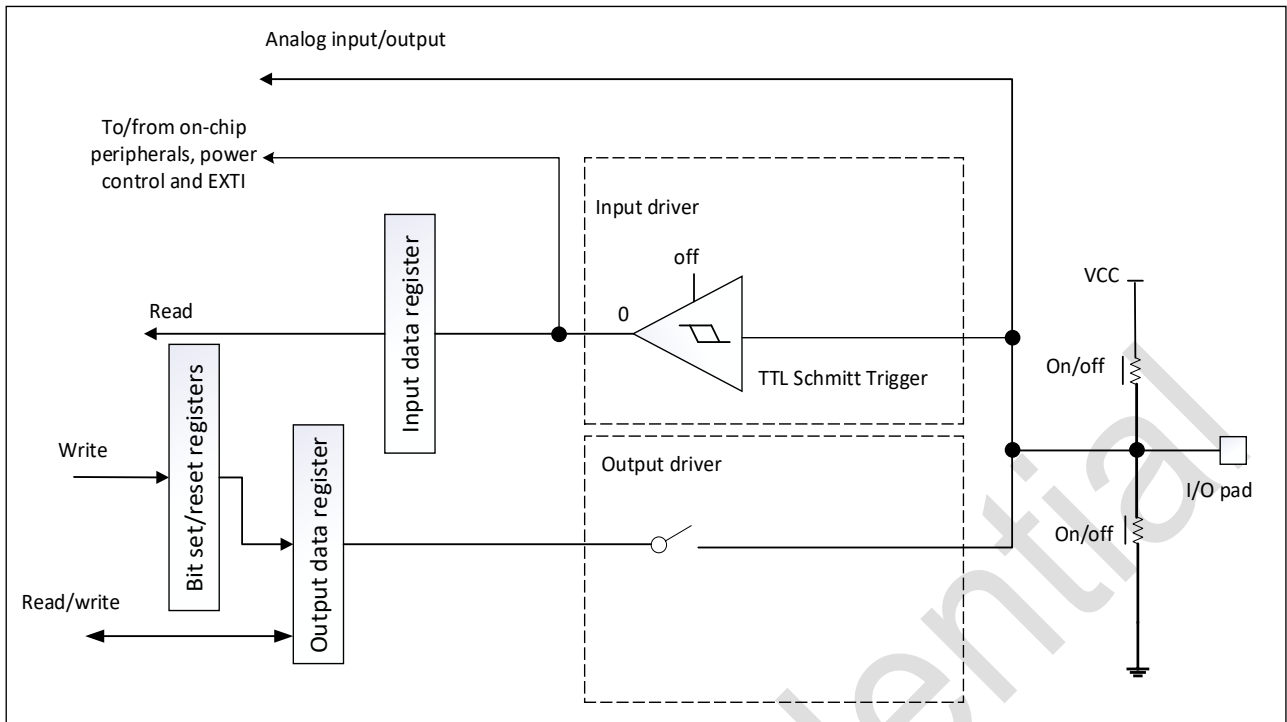 Analog input/output
To/from on-chip
peripherals, power
control and EXTI
Input driver
off
VCC
Input data register
Read
0
On/off
TTL Schmitt Trigger
Bit set/reset registers
Write
Output data register
Output driver
I/O pad
On/off
Read/write